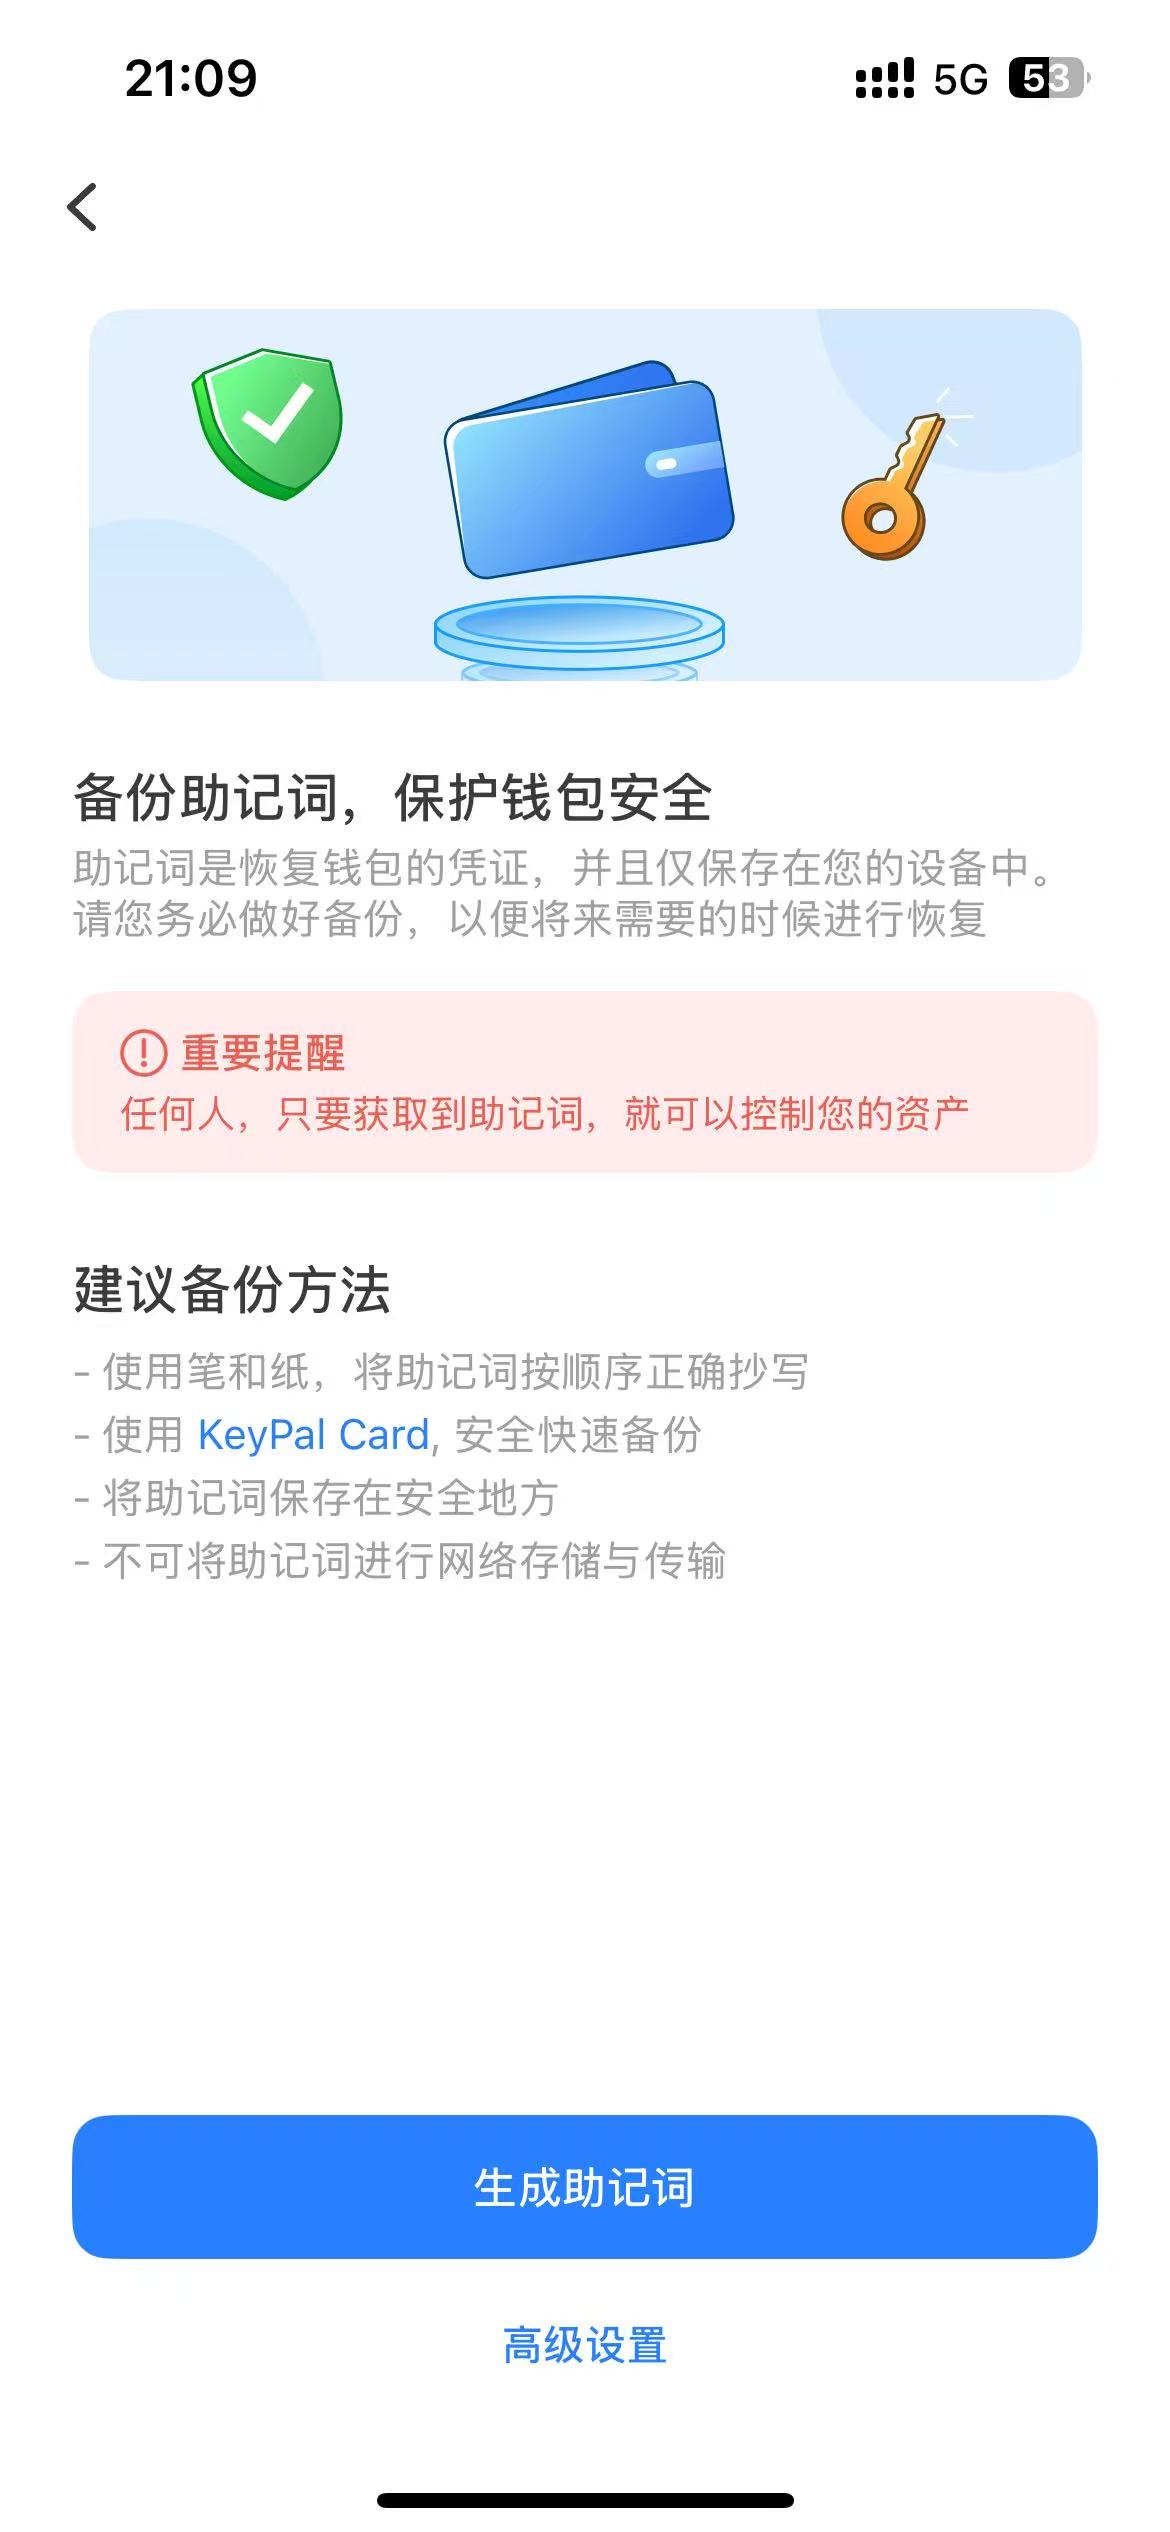 21:09
5G 53
备份助记词，保护钱包安全
助记词是恢复钱包的凭证，并且仅保存在您的设备中。
请您务必做好备份，以便将来需要的时候进行恢复
重要提醒
任何人，只要获取到助记词，就可以控制您的资产
建议备份方法
- 使用笔和纸，将助记词按顺序正确抄写
- 使用 KeyPal Card, 安全快速备份
- 将助记词保存在安全地方
- 不可将助记词进行网络存储与传输
生成助记词
高级设置